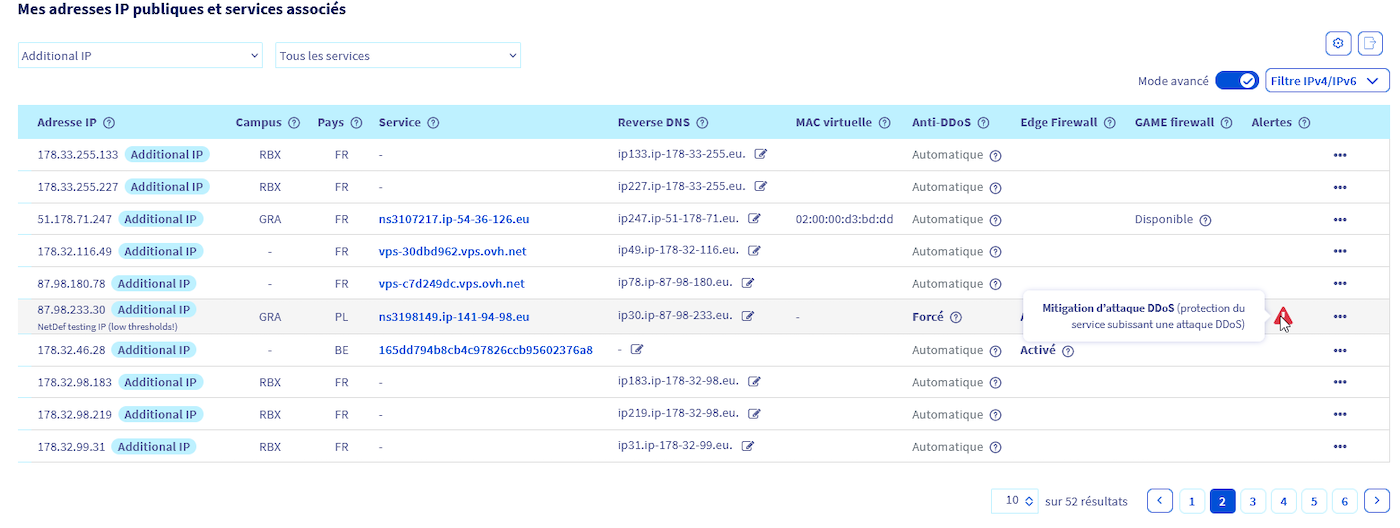 Mes adresses IP publiques et services associés
Additional IP Tous les services
Mode avancé Filtre IPv4/IPv6
Adresse IP Campus Pays Service Reverse DNS MAC virtuelle Anti-DDoS Edge Firewall GAME firewall Alertes
178.33.255.133 Additional IP RBX FR - ip133.ip-178-33-255.eu. Automatique
178.33.255.227 Additional IP RBX FR - ip227.ip-178-33-255.eu. Automatique
51.178.71.247 Additional IP GRA FR ns3107217.ip-54-36-126.eu ip247.ip-51-178-71.eu. 02:00:00:d3:bd:dd Automatique Disponible
178.32.116.49 Additional IP - FR vps-30dbd962.vps.ovh.net ip49.ip-178-32-116.eu. Automatique
87.98.180.78 Additional IP - FR vps-c7d249dc.vps.ovh.net ip78.ip-87-98-180.eu. Automatique
87.98.233.30 Additional IP GRA PL ns3198149.ip-141-94-98.eu ip30.ip-87-98-233.eu. - Forcé
NetDef testing IP (low thresholds!)
Mitigation d'attaque DDoS (protection du
service subissant une attaque DDoS)
178.32.46.28 Additional IP - BE 165dd794b8cb4c97826ccb95602376a8 - Automatique Activé
178.32.98.183 Additional IP RBX FR - ip183.ip-178-32-98.eu. Automatique
178.32.98.219 Additional IP RBX FR - ip219.ip-178-32-98.eu. Automatique
178.32.99.31 Additional IP RBX FR - ip31.ip-178-32-99.eu. Automatique
10 sur 52 résultats 1 2 3 4 5 6